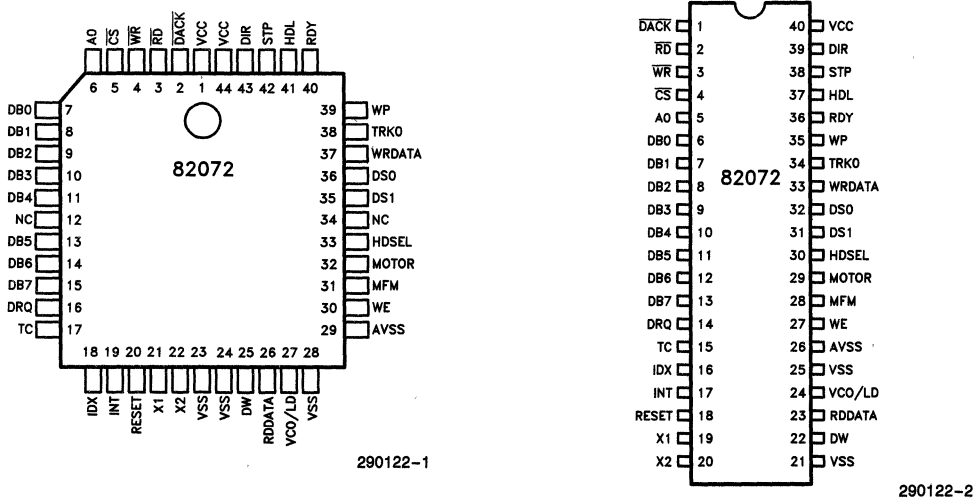 A0 C̅S̅ W̅R̅ R̅D̅ D̅A̅C̅K̅ VCC VCC DIR STP HDL RDY
6 5 4 3 2 1 44 43 42 41 40
DB0 7 39 WP
DB1 8 38 TRK0
DB2 9 37 WRDATA
DB3 10 36 DS0
DB4 11 35 DS1
NC 12 34 NC
DB5 13 33 HDSEL
DB6 14 32 MOTOR
DB7 15 31 MFM
DRQ 16 30 WE
TC 17 29 AVSS
82072
18 19 20 21 22 23 24 25 26 27 28
IDX INT RESET X1 X2 VSS VSS DW RDDATA VCO/LD VSS
290122-1
D̅A̅C̅K̅ 1 40 VCC
R̅D̅ 2 39 DIR
W̅R̅ 3 38 STP
C̅S̅ 4 37 HDL
A0 5 36 RDY
DB0 6 35 WP
DB1 7 34 TRK0
82072
DB2 8 33 WRDATA
DB3 9 32 DS0
DB4 10 31 DS1
DB5 11 30 HDSEL
DB6 12 29 MOTOR
DB7 13 28 MFM
DRQ 14 27 WE
TC 15 26 AVSS
IDX 16 25 VSS
INT 17 24 VCO/LD
RESET 18 23 RDDATA
X1 19 22 DW
X2 20 21 VSS
290122-2